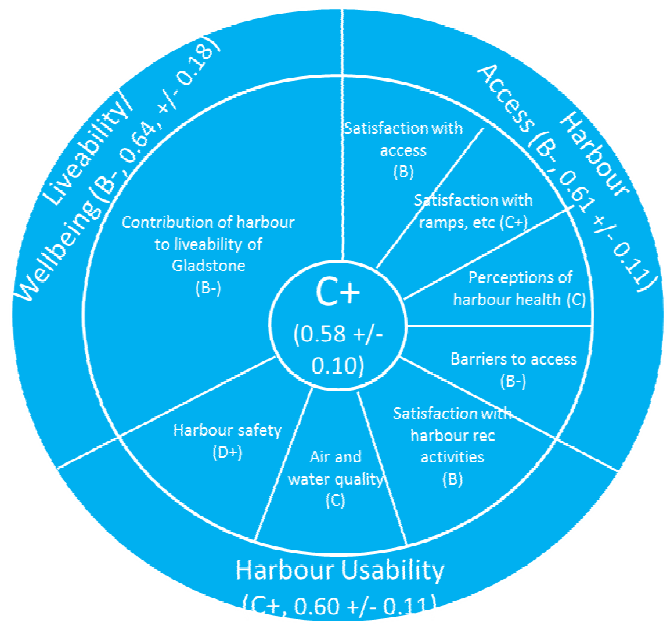 Liveability/
Wellbeing (B-, 0.64, +/- 0.18)
Harbour
Access (B-, 0.61 +/- 0.11)
Satisfaction with
access
(B)
Satisfaction with
ramps, etc (C+)
Contribution of harbour
to liveability of
Gladstone
(B-)
Perceptions of
harbour health (C)
C+
(0.58 +/-
0.10)
Barriers to access
(B-)
Satisfaction with
harbour rec
activities
(B)
Harbour safety
(D+)
Air and
water quality
(C)
Harbour Usability
(C+, 0.60 +/- 0.11)